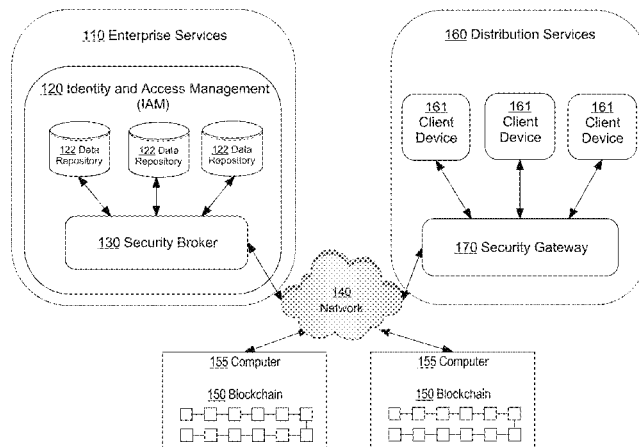 110 Enterprise Services
120 Identity and Access Management
(IAM)
122 Data
Repository
122 Data
Repository
122 Data
Repository
130 Security Broker
160 Distribution Services
161
Client
Device
161
Client
Device
161
Client
Device
170 Security Gateway
140
Network
155 Computer
150 Blockchain
155 Computer
150 Blockchain